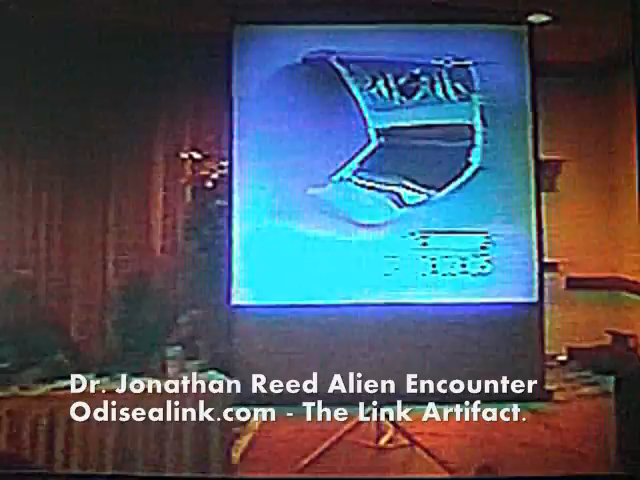 Dr. Jonathan Reed Alien Encounter
Odisealink.com - The Link Artifact.